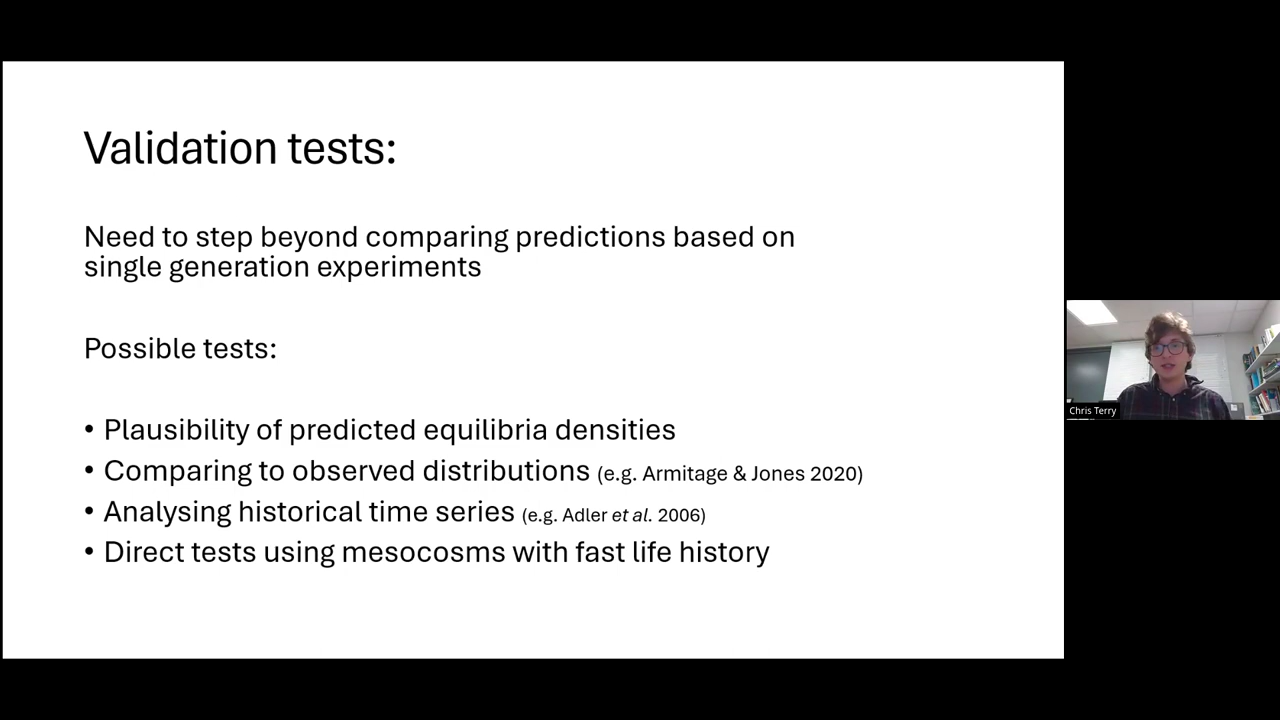 Validation tests:
Need to step beyond comparing predictions based on
single generation experiments
Possible tests:
• Plausibility of predicted equilibria densities
• Comparing to observed distributions (e.g. Armitage & Jones 2020)
• Analysing historical time series (e.g. Adler et al. 2006)
• Direct tests using mesocosms with fast life history
Chris Terry